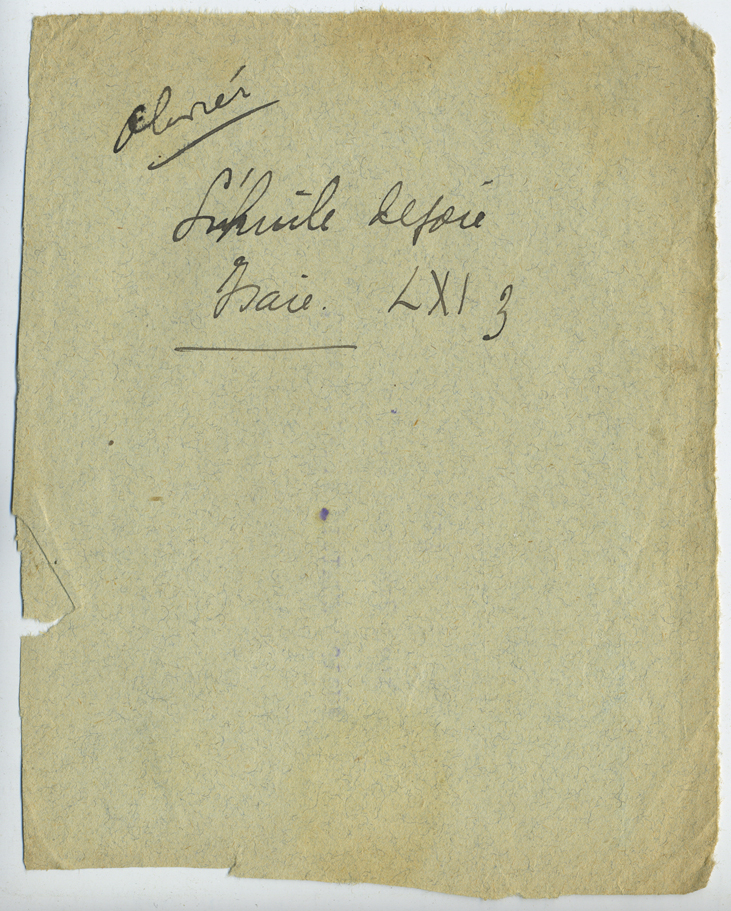 Olivier
L'huile de joie
Isaie. LXI 3